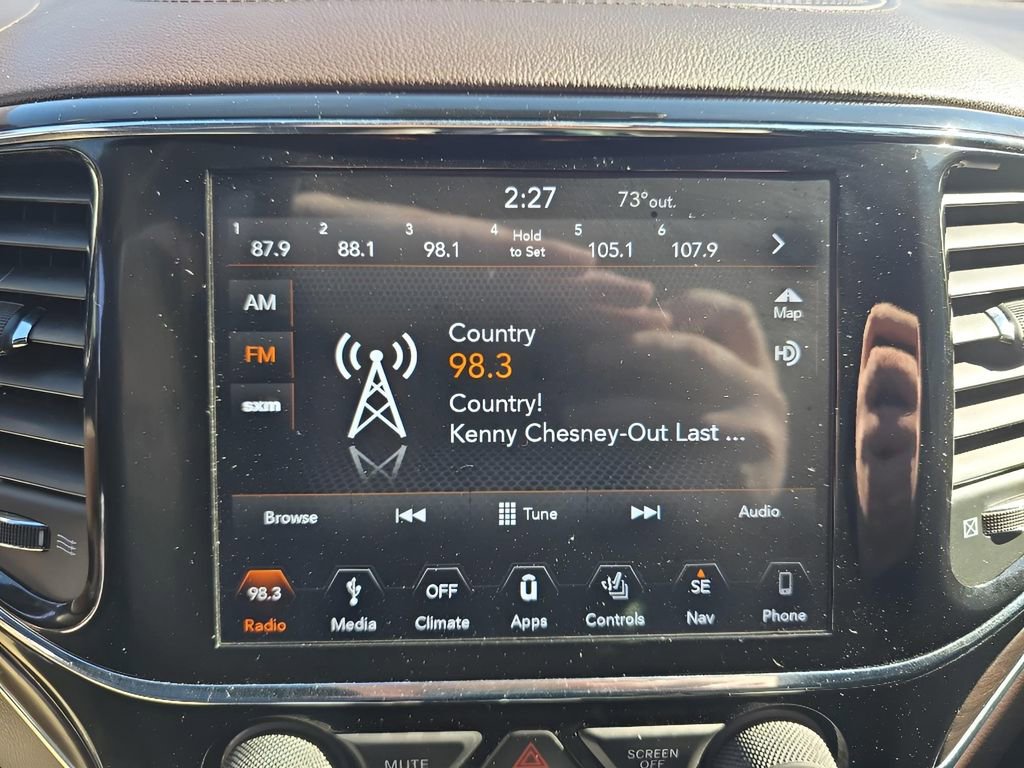 2:27 73°out.
1 87.9 2 88.1 3 98.1 4 Hold to Set 5 105.1 6 107.9
AM
Map
FM
HD
sxm
Country
98.3
Country!
Kenny Chesney-Out Last ...
Browse Tune Audio
98.3 OFF SE
Radio Media Climate Apps Controls Nav Phone
MUTE SCREEN OFF